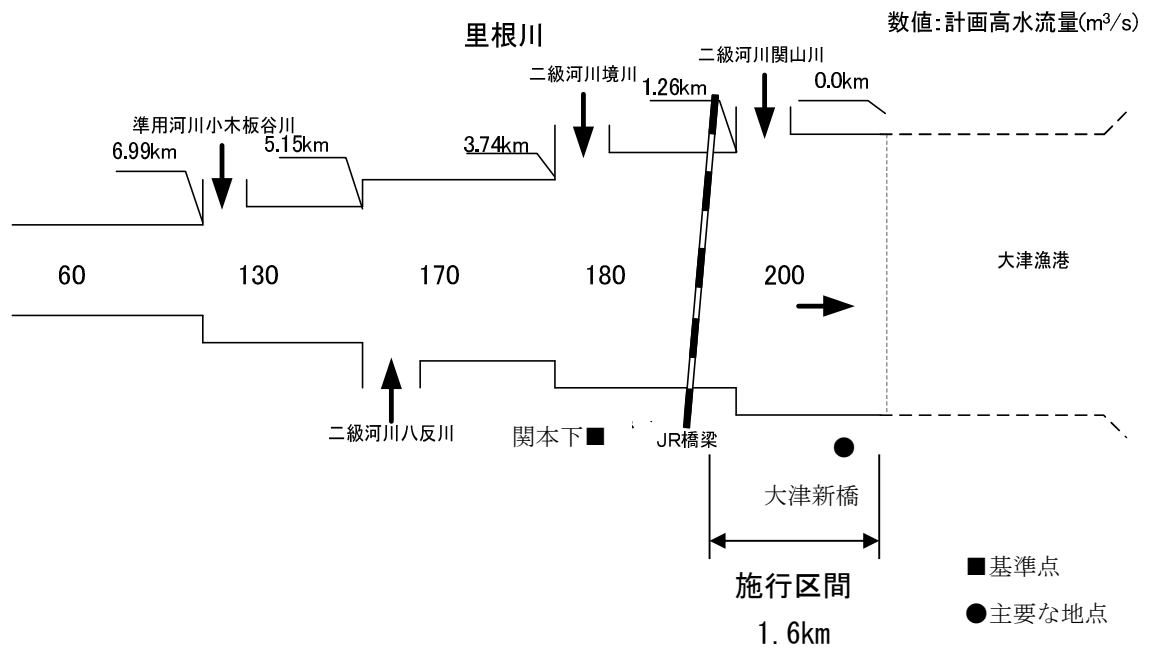 数値:計画高水流量(m³/s)
里根川
二級河川関山川
二級河川境川
1.26km
0.0km
準用河川小木板谷川
6.99km
5.15km
3.74km
60
130
170
180
200
大津漁港
二級河川八反川
関本下■
JR橋梁
大津新橋
施行区間
1.6km
■基準点
●主要な地点